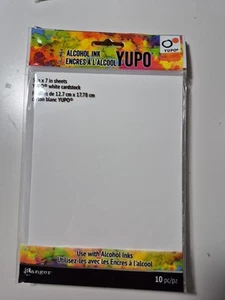 ALCOHOL INK
ENCRES À L'ALCOOL
YUPO
YUPO
x 7 in sheets
white cardstock
de 12.7 cm x 17.78 cm
blanc YUPO®
Use with Alcohol Inks
Utilisez-les avec les Encres à l'alcool
Ranger
10 pc/pz